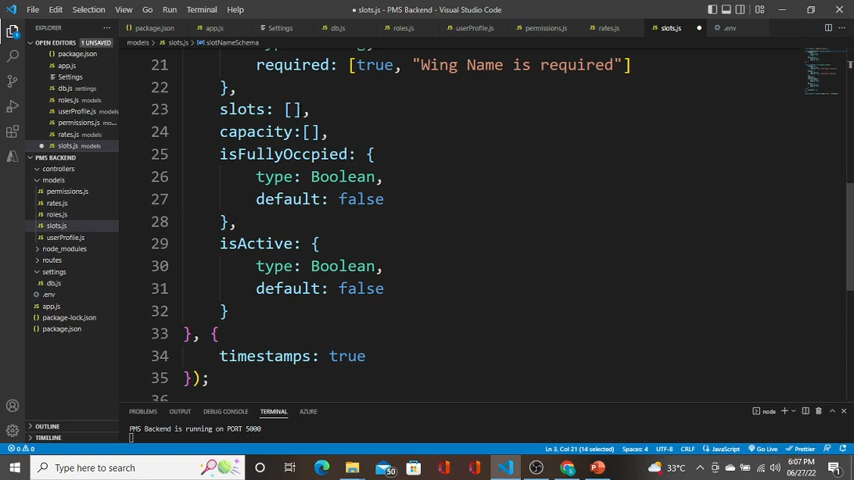 File Edit Selection View Go Run Terminal Help
slots.js - PMS Backend - Visual Studio Code
EXPLORER
package.json
app.js
Settings
db.js
roles.js
userProfile.js
permissions.js
rates.js
slots.js
.env
OPEN EDITORS 1 UNSAVED
models > slots.js > slotNameSchema
package.json
app.js
Settings
db.js settings
roles.js models
userProfile.js models
permissions.js mo...
rates.js models
slots.js models
PMS BACKEND
controllers
models
permissions.js
rates.js
roles.js
slots.js
userProfile.js
node_modules
routes
settings
db.js
.env
app.js
package-lock.json
package.json
OUTLINE
TIMELINE
21 required: [true, "Wing Name is required"]
22 },
23 slots: [],
24 capacity:[],
25 isFullyOccpied: {
26 type: Boolean,
27 default: false
28 },
29 isActive: {
30 type: Boolean,
31 default: false
32 }
33 }, {
34 timestamps: true
35 });
36
PROBLEMS OUTPUT DEBUG CONSOLE TERMINAL AZURE
node
PMS Backend is running on PORT 5000
0 0
Ln 3, Col 21 (14 selected) Spaces: 4 UTF-8 CRLF JavaScript Go Live Prettier
Type here to search
50
33°C
6:07 PM
06/27/22
1